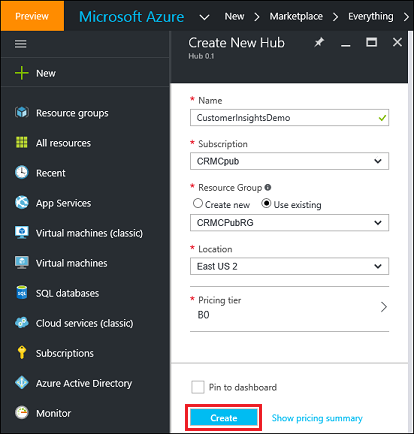 Preview
Microsoft Azure
New > Marketplace > Everything >
New
Resource groups
All resources
Recent
App Services
Virtual machines (classic)
Virtual machines
SQL databases
Cloud services (classic)
Subscriptions
Azure Active Directory
Monitor
Create New Hub
Hub 0.1
* Name
CustomerInsightsDemo
* Subscription
CRMCpub
* Resource Group
Create new Use existing
CRMCPubRG
* Location
East US 2
* Pricing tier
B0
Pin to dashboard
Create Show pricing summary